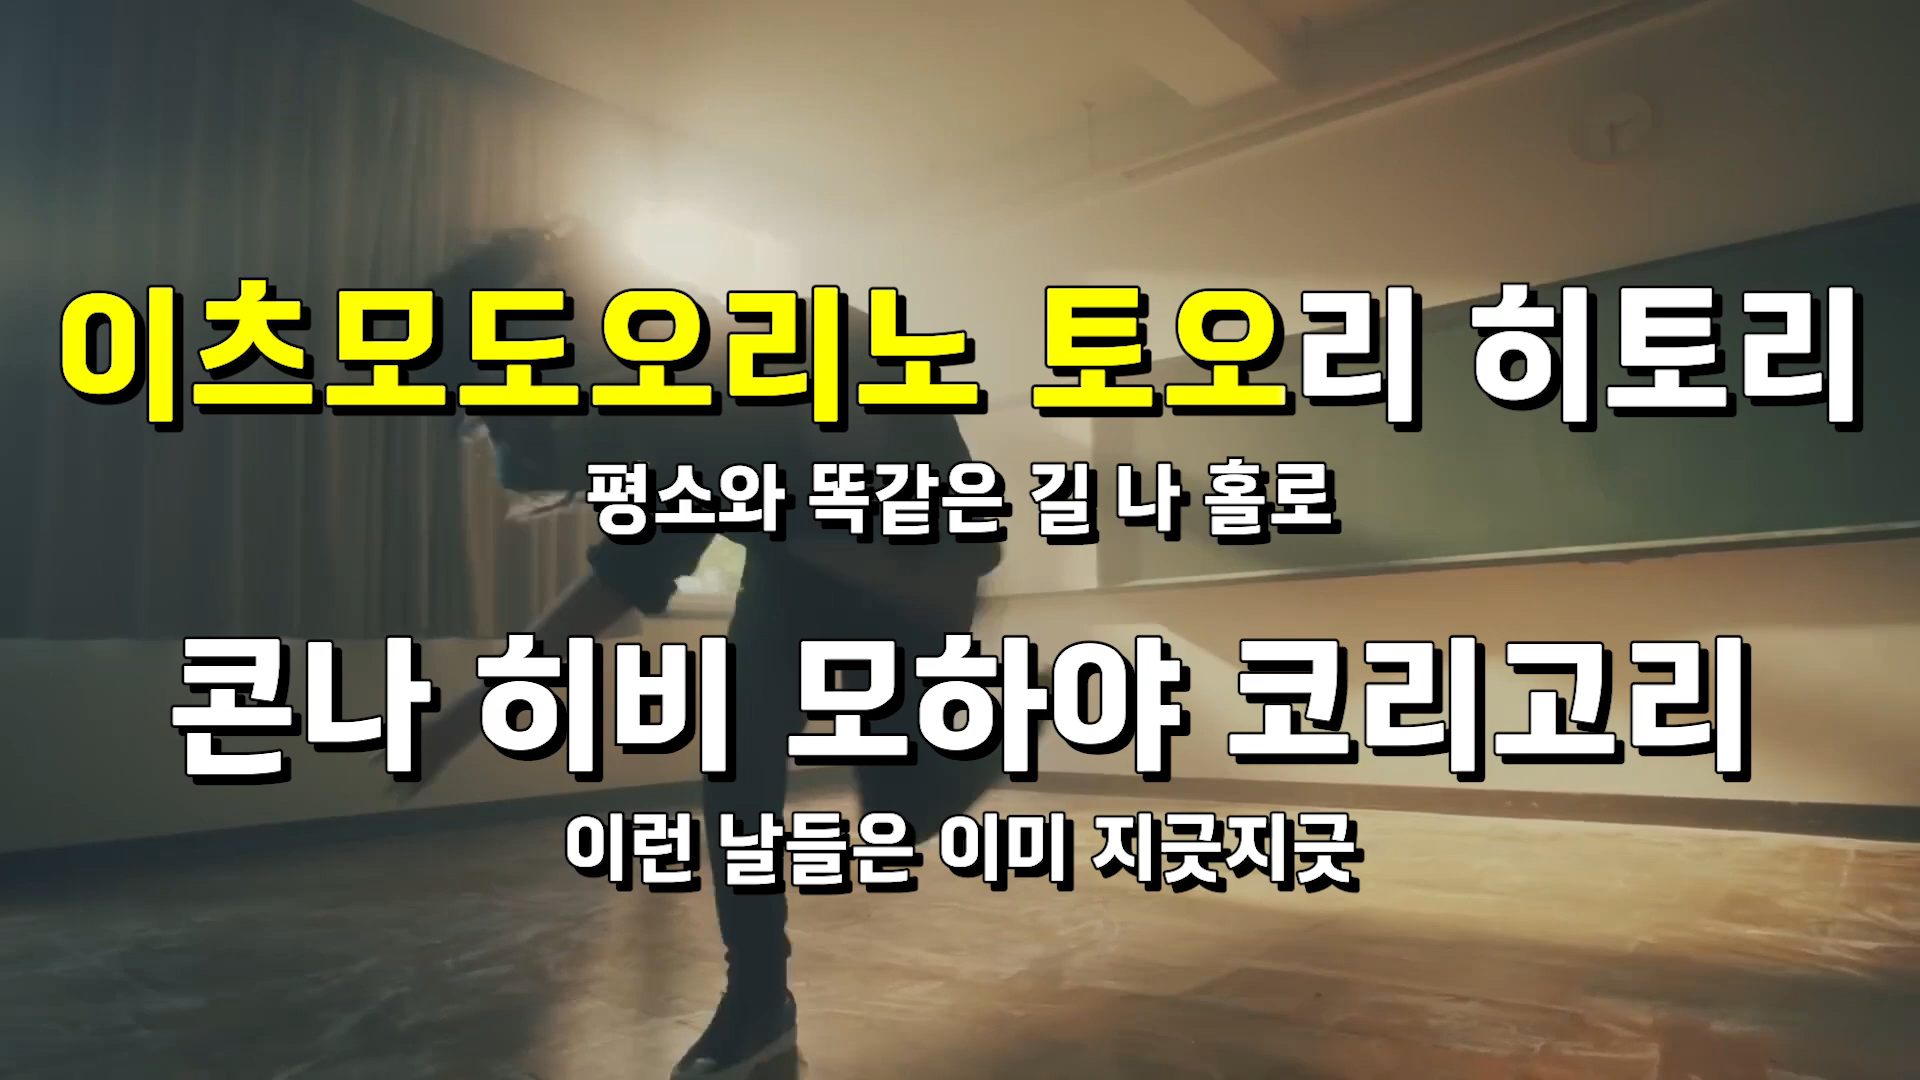 이츠모도오리노 토오리 히토리
평소와 똑같은 길 나 홀로
콘나 히비 모하야 코리고리
이런 날들은 이미 지긋지긋